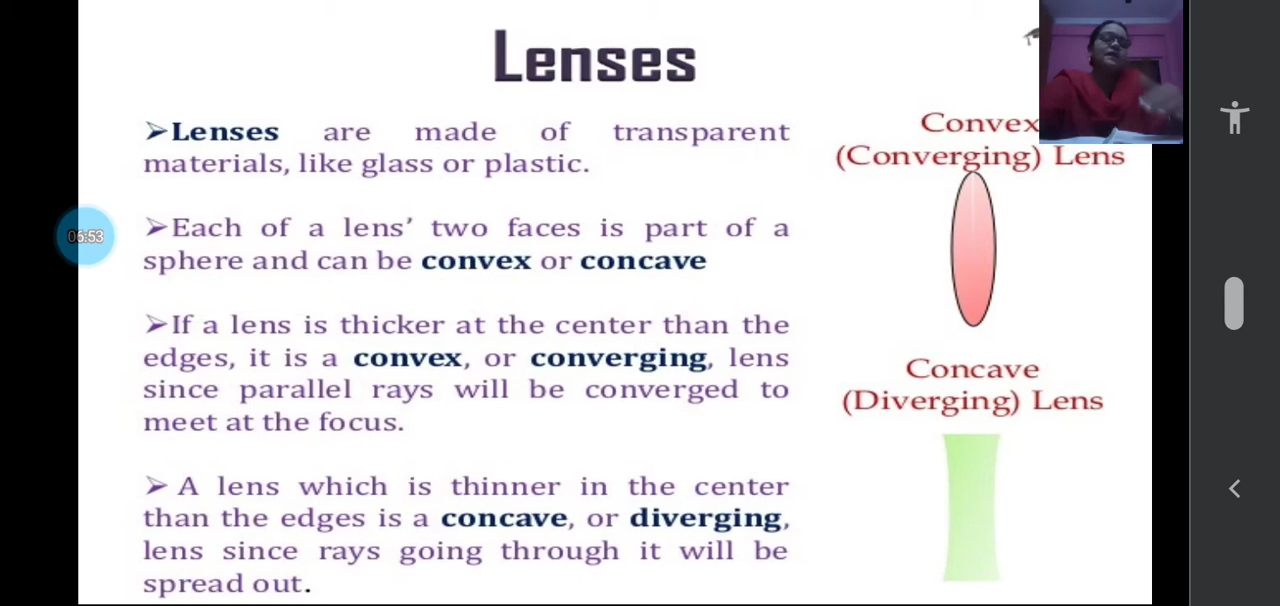 Lenses
➢Lenses are made of transparent
materials, like glass or plastic.
➢Each of a lens’ two faces is part of a
sphere and can be convex or concave
➢If a lens is thicker at the center than the
edges, it is a convex, or converging, lens
since parallel rays will be converged to
meet at the focus.
➢ A lens which is thinner in the center
than the edges is a concave, or diverging,
lens since rays going through it will be
spread out.
Convex
(Converging) Lens
Concave
(Diverging) Lens
06:53